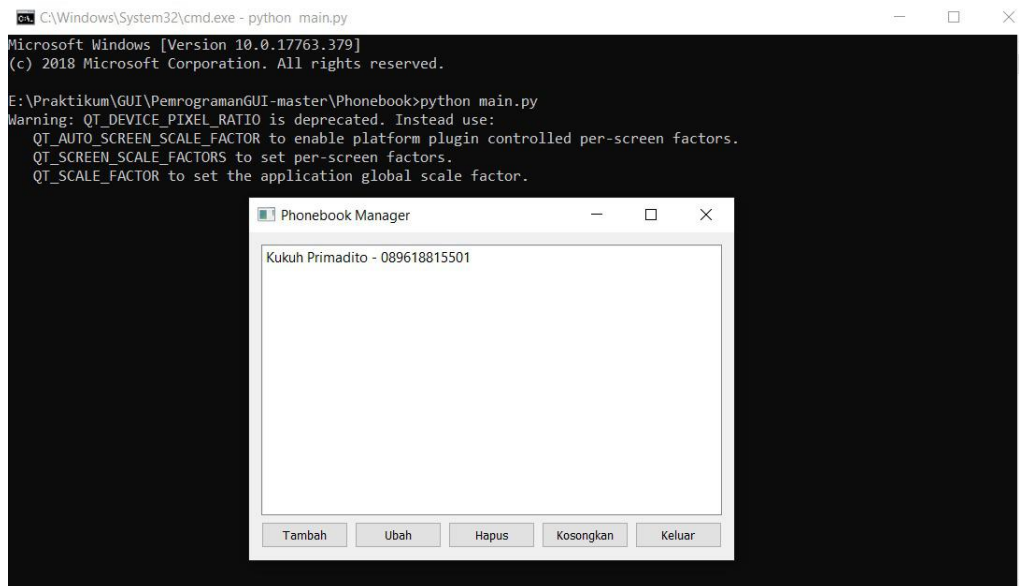 C:\Windows\System32\cmd.exe - python  main.py
Microsoft Windows [Version 10.0.17763.379]
(c) 2018 Microsoft Corporation. All rights reserved.
E:\Praktikum\GUI\PemrogramanGUI-master\Phonebook>python main.py
Warning: QT_DEVICE_PIXEL_RATIO is deprecated. Instead use:
QT_AUTO_SCREEN_SCALE_FACTOR to enable platform plugin controlled per-screen factors.
QT_SCREEN_SCALE_FACTORS to set per-screen factors.
QT_SCALE_FACTOR to set the application global scale factor.
Phonebook Manager
Kukuh Primadito - 089618815501
Tambah Ubah Hapus Kosongkan Keluar